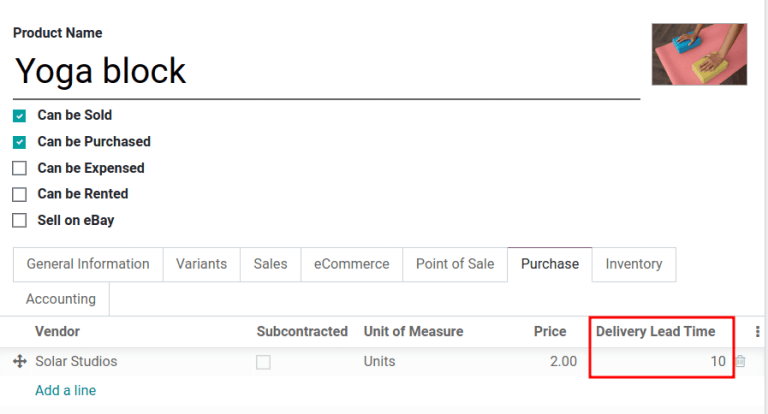 Product Name
Yoga block
Can be Sold
Can be Purchased
Can be Expensed
Can be Rented
Sell on eBay
General Information Variants Sales eCommerce Point of Sale Purchase Inventory
Accounting
Vendor Subcontracted Unit of Measure Price Delivery Lead Time
Solar Studios Units 2.00 10
Add a line